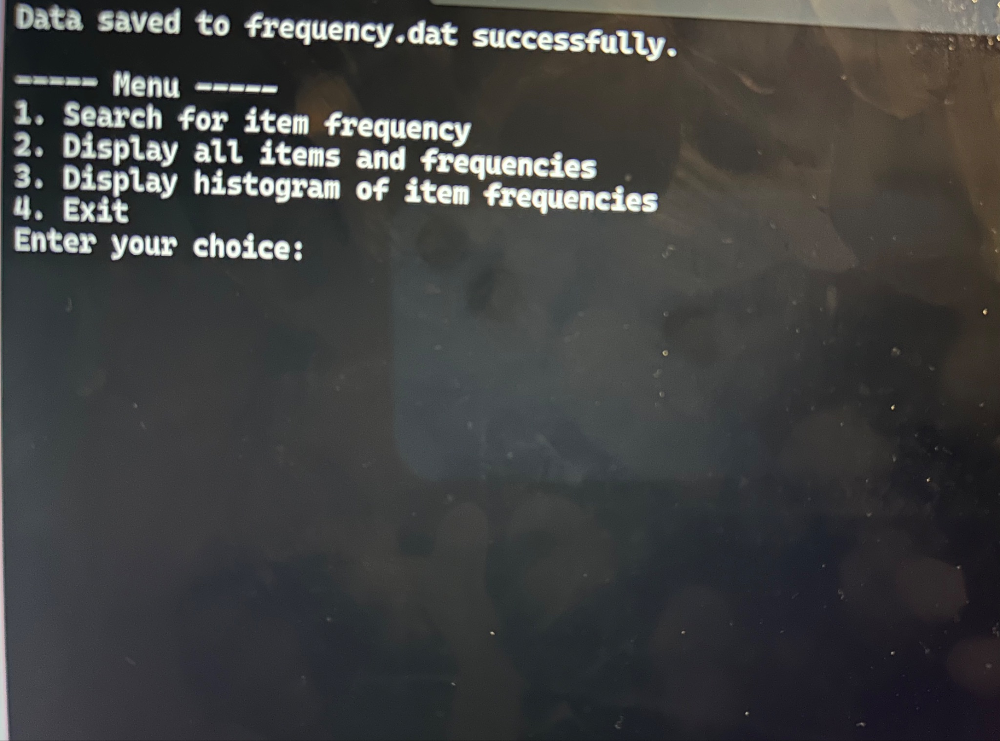 Data saved to frequency.dat successfully.
----- Menu -----
1. Search for item frequency
2. Display all items and frequencies
3. Display histogram of item frequencies
4. Exit
Enter your choice: